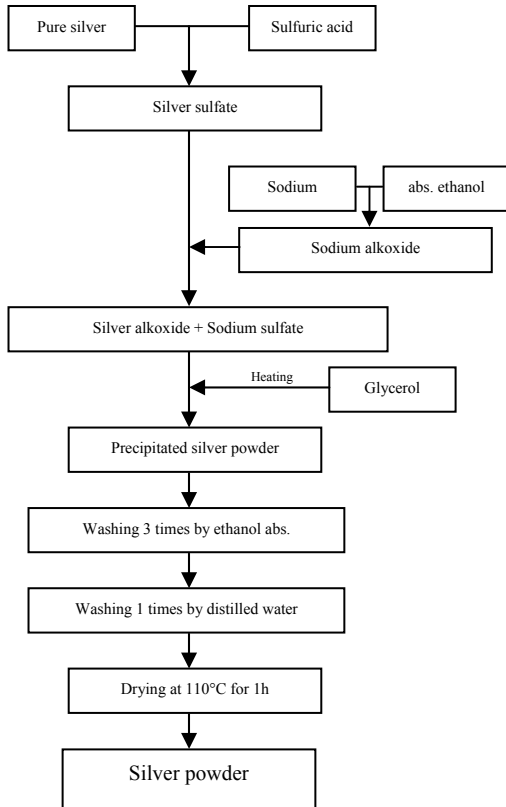 Pure silver
Sulfuric acid
Silver sulfate
Sodium
abs. ethanol
Sodium alkoxide
Silver alkoxide + Sodium sulfate
Heating
Glycerol
Precipitated silver powder
Washing 3 times by ethanol abs.
Washing 1 times by distilled water
Drying at 110°C for 1h
Silver powder